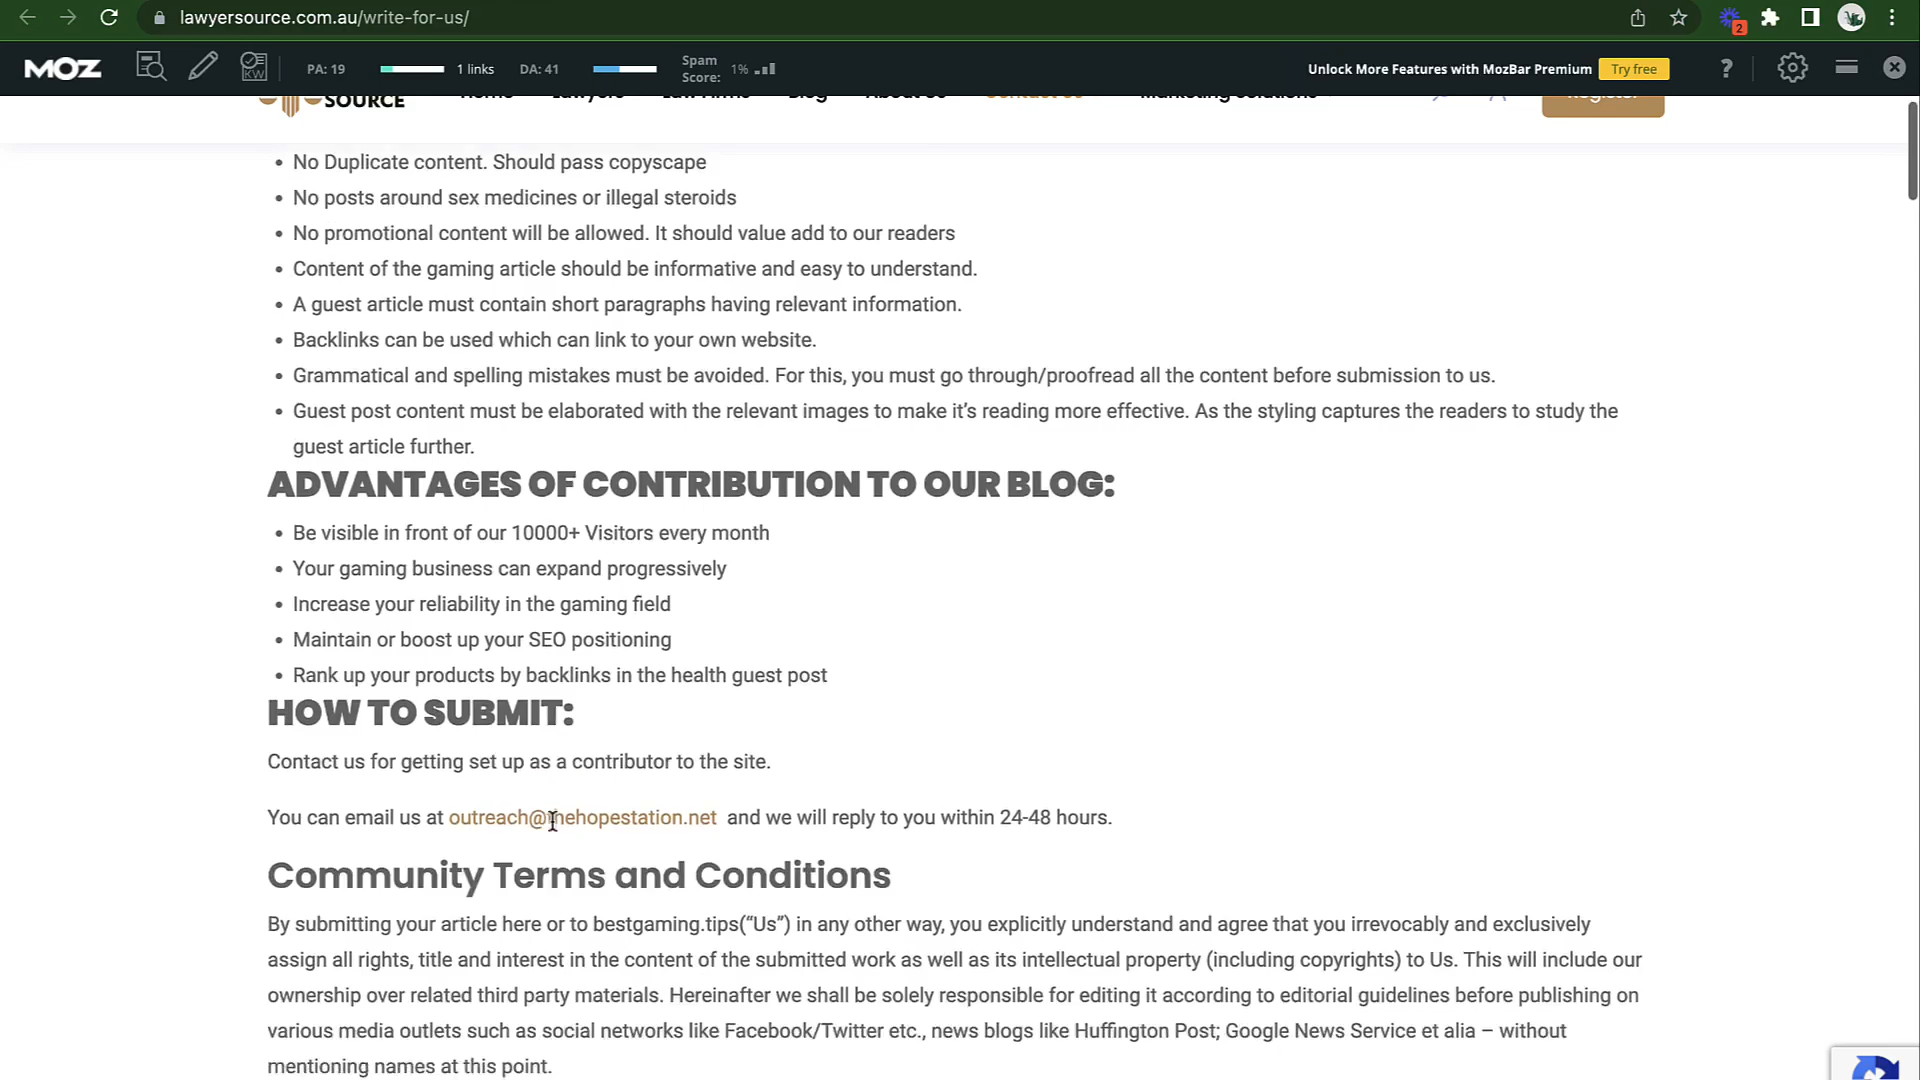 lawyersource.com.au/write-for-us/
2
MOZ
KW
PA: 19
1 links
DA: 41
Spam Score: 1%
Unlock More Features with MozBar Premium
Try free
?
SOURCE
Home
Lawyers
Law Firms
Blog
About Us
Contact Us
Marketing Solutions
Register
• No Duplicate content. Should pass copyscape
• No posts around sex medicines or illegal steroids
• No promotional content will be allowed. It should value add to our readers
• Content of the gaming article should be informative and easy to understand.
• A guest article must contain short paragraphs having relevant information.
• Backlinks can be used which can link to your own website.
• Grammatical and spelling mistakes must be avoided. For this, you must go through/proofread all the content before submission to us.
• Guest post content must be elaborated with the relevant images to make it’s reading more effective. As the styling captures the readers to study the
guest article further.
ADVANTAGES OF CONTRIBUTION TO OUR BLOG:
• Be visible in front of our 10000+ Visitors every month
• Your gaming business can expand progressively
• Increase your reliability in the gaming field
• Maintain or boost up your SEO positioning
• Rank up your products by backlinks in the health guest post
HOW TO SUBMIT:
Contact us for getting set up as a contributor to the site.
You can email us at outreach@thehopestation.net and we will reply to you within 24-48 hours.
Community Terms and Conditions
By submitting your article here or to bestgaming.tips(“Us”) in any other way, you explicitly understand and agree that you irrevocably and exclusively
assign all rights, title and interest in the content of the submitted work as well as its intellectual property (including copyrights) to Us. This will include our
ownership over related third party materials. Hereinafter we shall be solely responsible for editing it according to editorial guidelines before publishing on
various media outlets such as social networks like Facebook/Twitter etc., news blogs like Huffington Post; Google News Service et alia – without
mentioning names at this point.